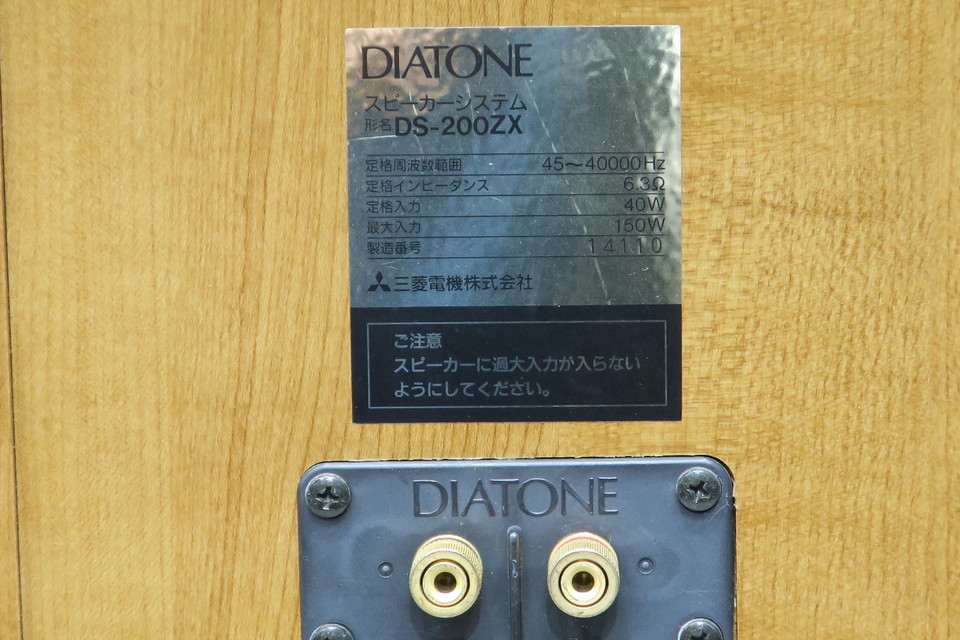 DIATONE
スピーカーシステム
形名 DS-200ZX
定格周波数範囲 45〜40000Hz
定格インピーダンス 6.3Ω
定格入力 40W
最大入力 150W
製造番号 14110
三菱電機株式会社
ご注意
スピーカーに過大入力が入らない
ようにしてください。
DIATONE